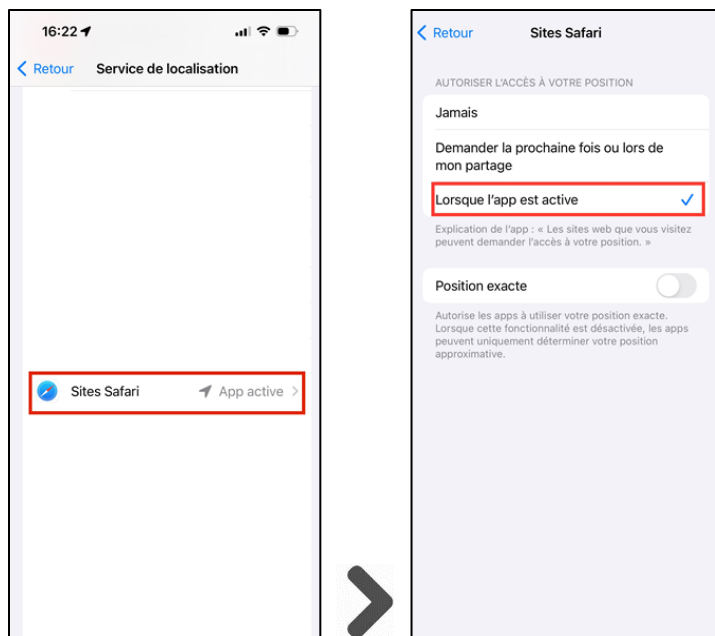 16:22
Retour
Service de localisation
Sites Safari
App active
Retour
Sites Safari
AUTORISER L'ACCÈS À VOTRE POSITION
Jamais
Demander la prochaine fois ou lors de
mon partage
Lorsque l'app est active
Explication de l'app : « Les sites web que vous visitez
peuvent demander l'accès à votre position. »
Position exacte
Autorise les apps à utiliser votre position exacte.
Lorsque cette fonctionnalité est désactivée, les apps
peuvent uniquement déterminer votre position
approximative.